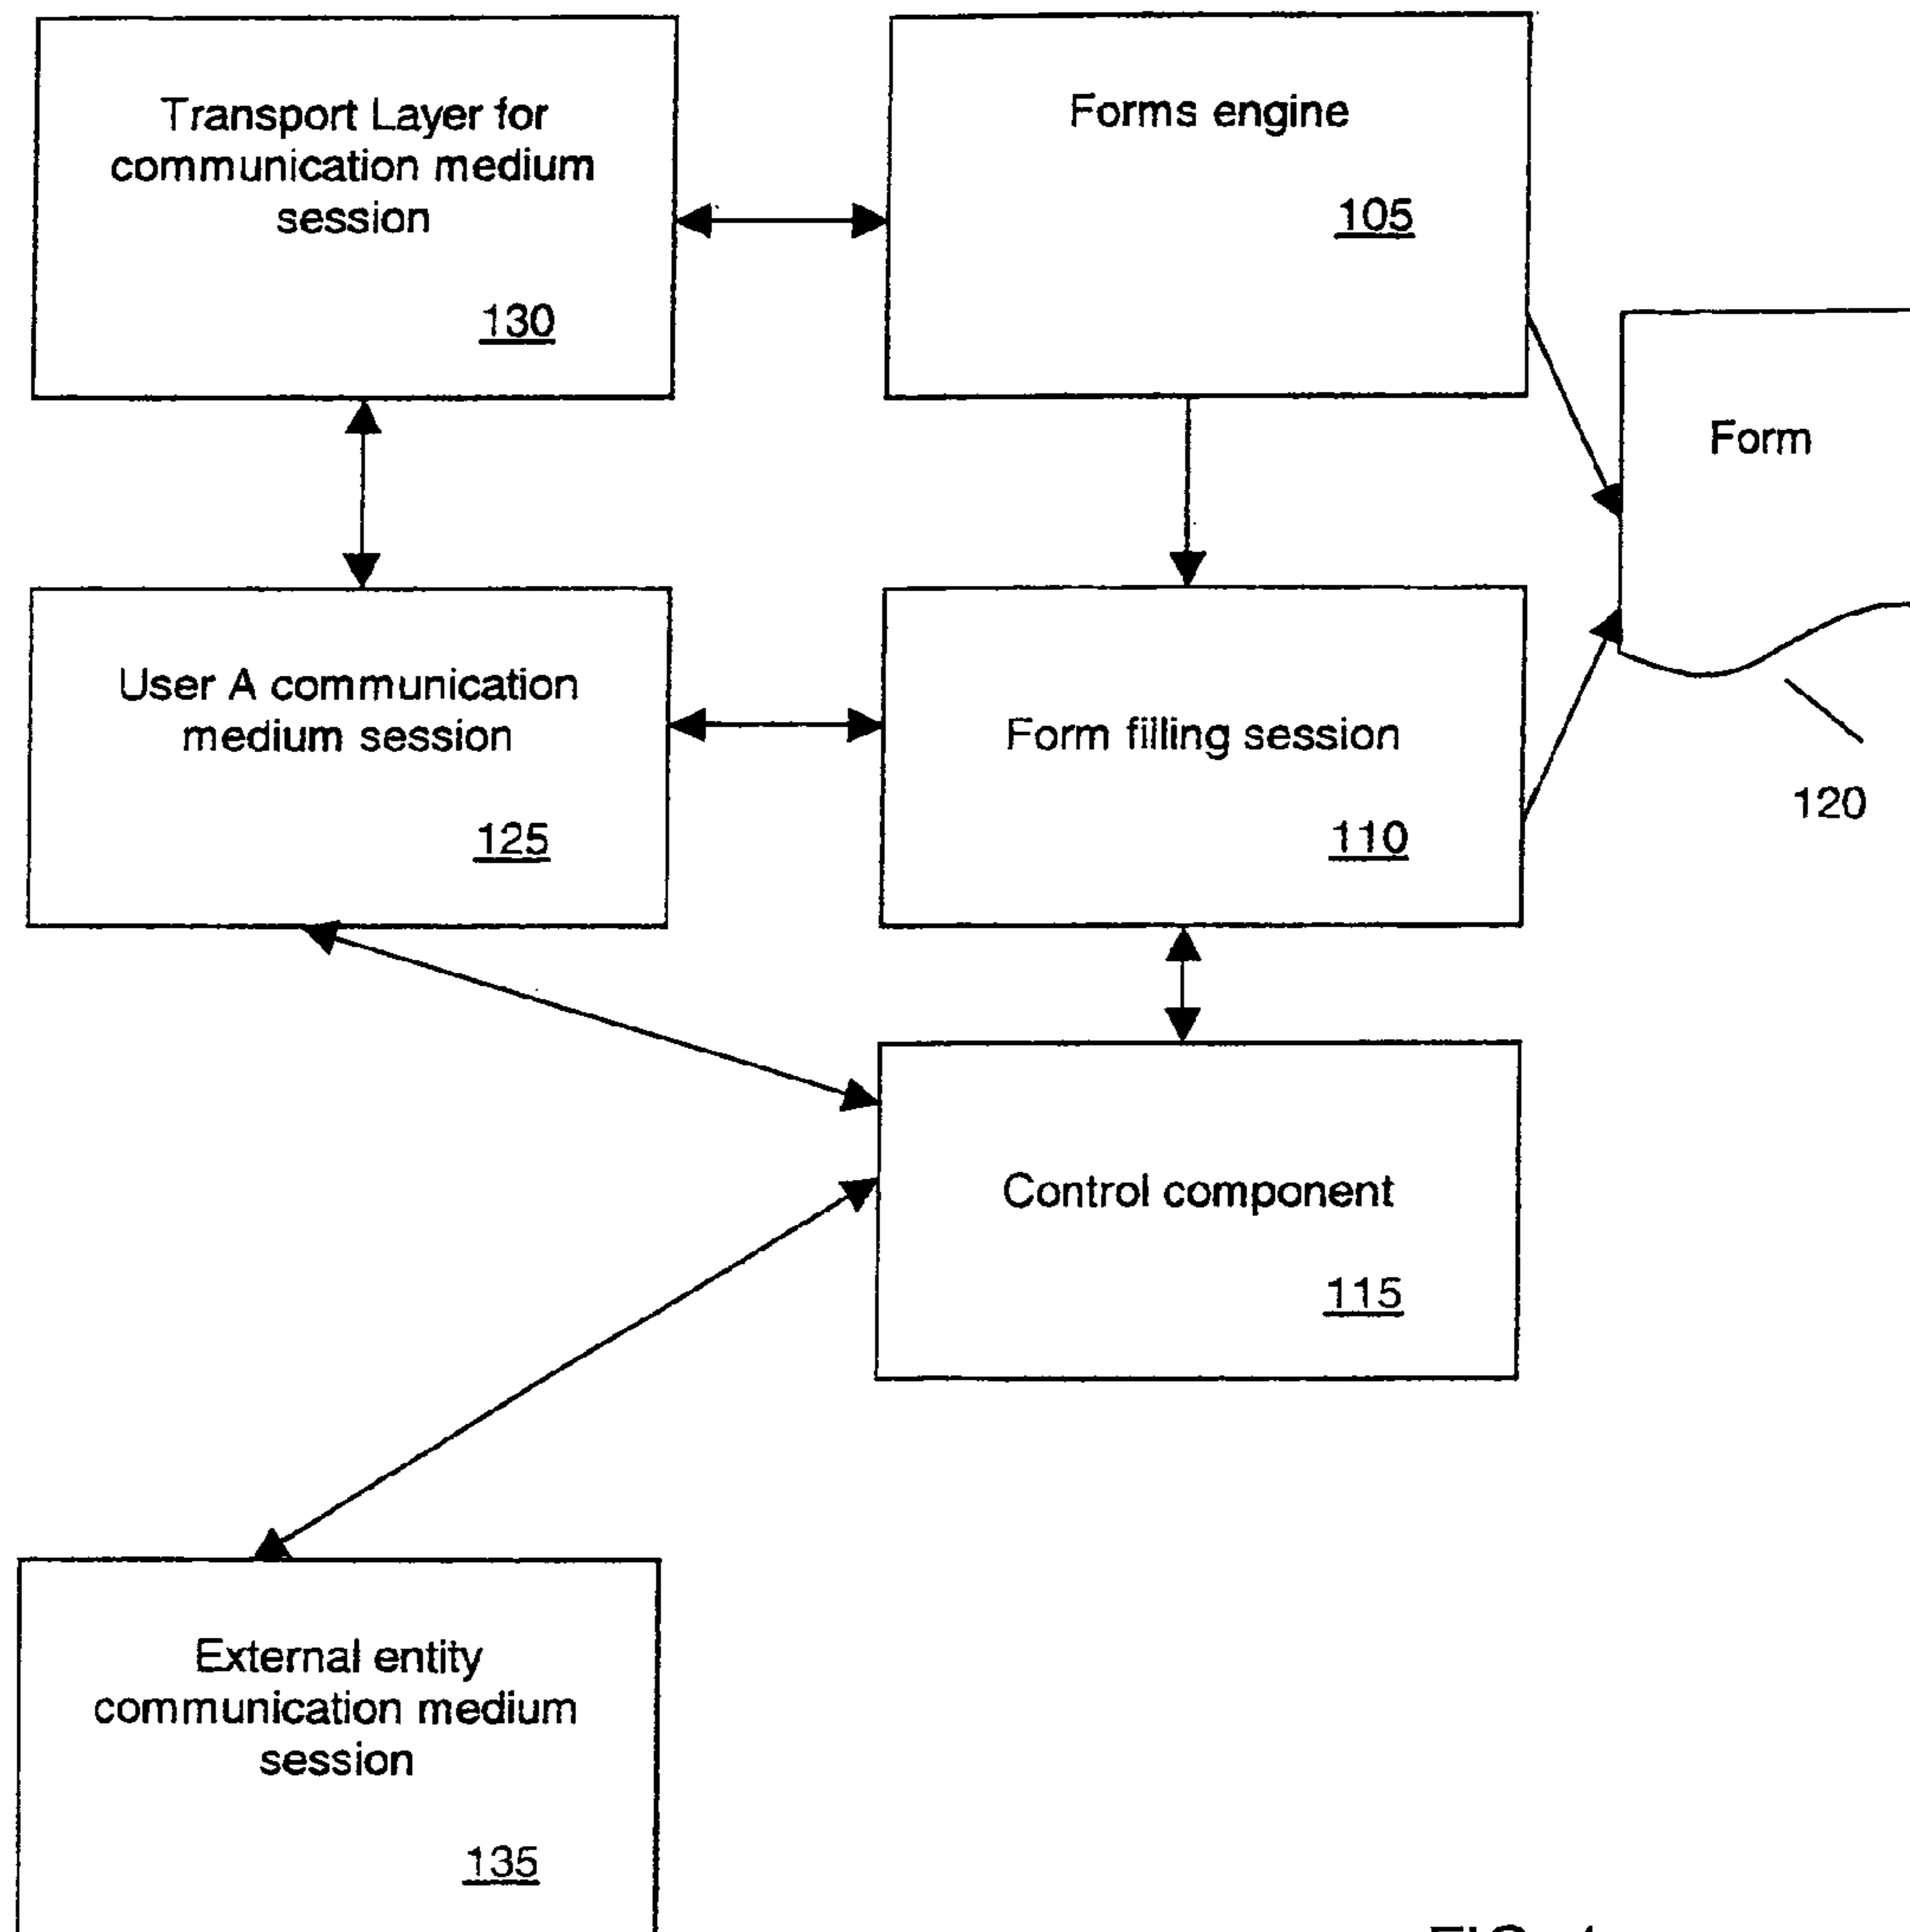 Transport Layer for
communication medium
session
130
Forms engine
105
Form
120
User A communication
medium session
125
Form filling session
110
Control component
115
External entity
communication medium
session
135